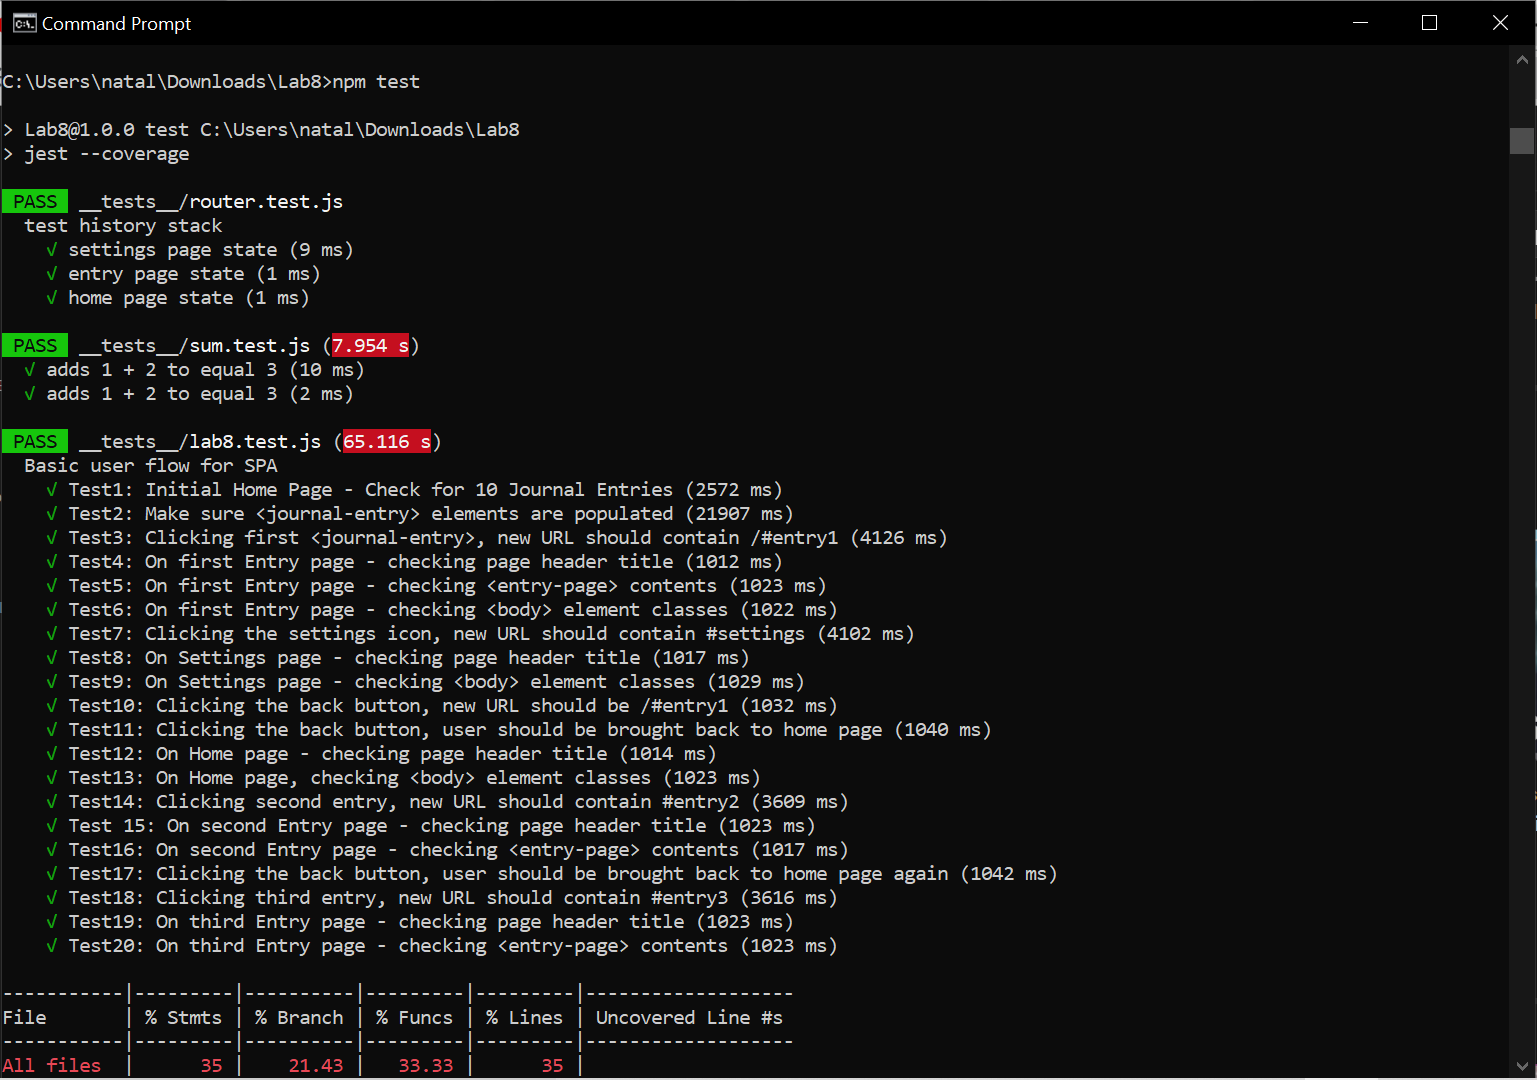 Command Prompt
C:\Users\natal\Downloads\Lab8>npm test
> Lab8@1.0.0 test C:\Users\natal\Downloads\Lab8
> jest --coverage
PASS __tests__/router.test.js
test history stack
√ settings page state (9 ms)
√ entry page state (1 ms)
√ home page state (1 ms)
PASS __tests__/sum.test.js (7.954 s)
√ adds 1 + 2 to equal 3 (10 ms)
√ adds 1 + 2 to equal 3 (2 ms)
PASS __tests__/lab8.test.js (65.116 s)
Basic user flow for SPA
√ Test1: Initial Home Page - Check for 10 Journal Entries (2572 ms)
√ Test2: Make sure <journal-entry> elements are populated (21907 ms)
√ Test3: Clicking first <journal-entry>, new URL should contain /#entry1 (4126 ms)
√ Test4: On first Entry page - checking page header title (1012 ms)
√ Test5: On first Entry page - checking <entry-page> contents (1023 ms)
√ Test6: On first Entry page - checking <body> element classes (1022 ms)
√ Test7: Clicking the settings icon, new URL should contain #settings (4102 ms)
√ Test8: On Settings page - checking page header title (1017 ms)
√ Test9: On Settings page - checking <body> element classes (1029 ms)
√ Test10: Clicking the back button, new URL should be /#entry1 (1032 ms)
√ Test11: Clicking the back button, user should be brought back to home page (1040 ms)
√ Test12: On Home page - checking page header title (1014 ms)
√ Test13: On Home page, checking <body> element classes (1023 ms)
√ Test14: Clicking second entry, new URL should contain #entry2 (3609 ms)
√ Test 15: On second Entry page - checking page header title (1023 ms)
√ Test16: On second Entry page - checking <entry-page> contents (1017 ms)
√ Test17: Clicking the back button, user should be brought back to home page again (1042 ms)
√ Test18: Clicking third entry, new URL should contain #entry3 (3616 ms)
√ Test19: On third Entry page - checking page header title (1023 ms)
√ Test20: On third Entry page - checking <entry-page> contents (1023 ms)
-----------|---------|----------|---------|---------|-------------------
File       | % Stmts | % Branch | % Funcs | % Lines | Uncovered Line #s
-----------|---------|----------|---------|---------|-------------------
All files  |      35 |    21.43 |   33.33 |      35 |